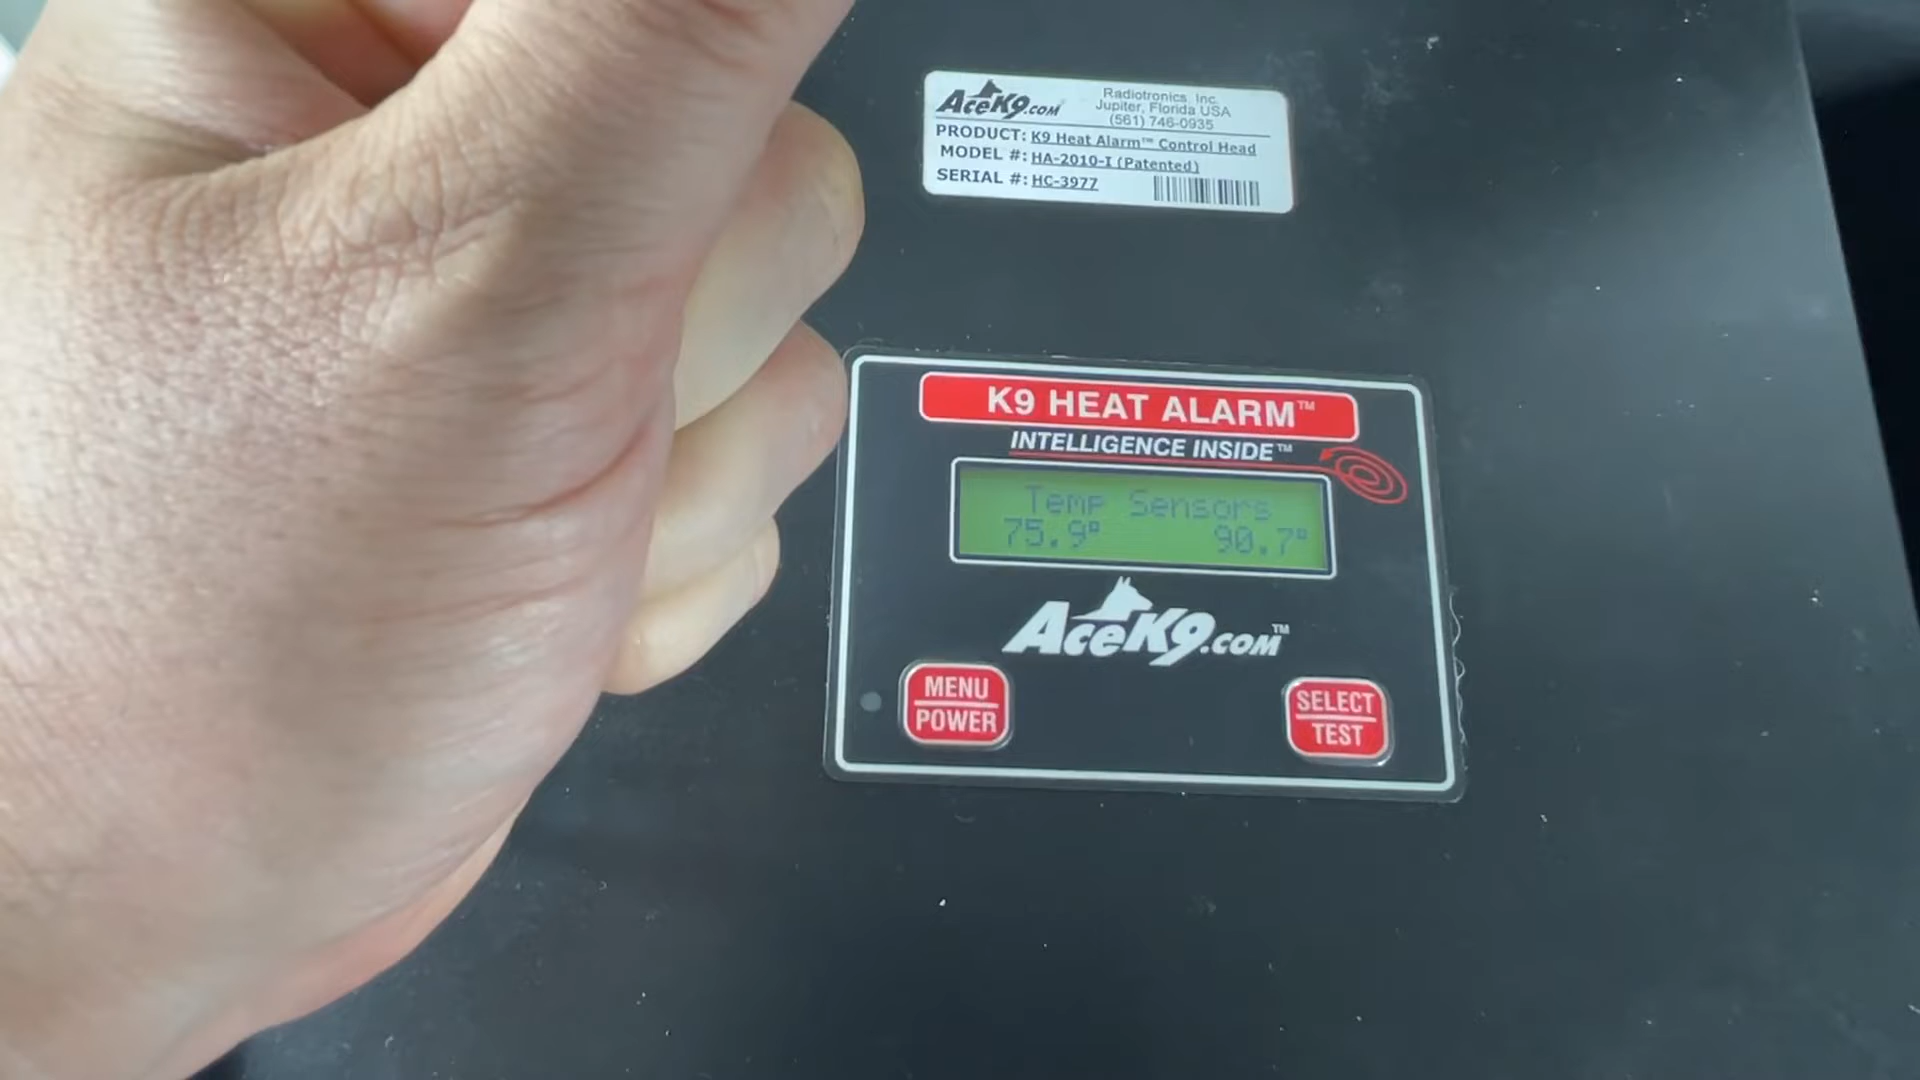 AceK9.com
Radiotronics, Inc.
Jupiter, Florida USA
(561) 746-0935
PRODUCT: K9 Heat Alarm™ Control Head
MODEL #: HA-2010-I (Patented)
SERIAL #: HC-3977
K9 HEAT ALARM™
INTELLIGENCE INSIDE™
Temp Sensors
75.9° 90.7°
AceK9.com™
MENU
POWER
SELECT
TEST